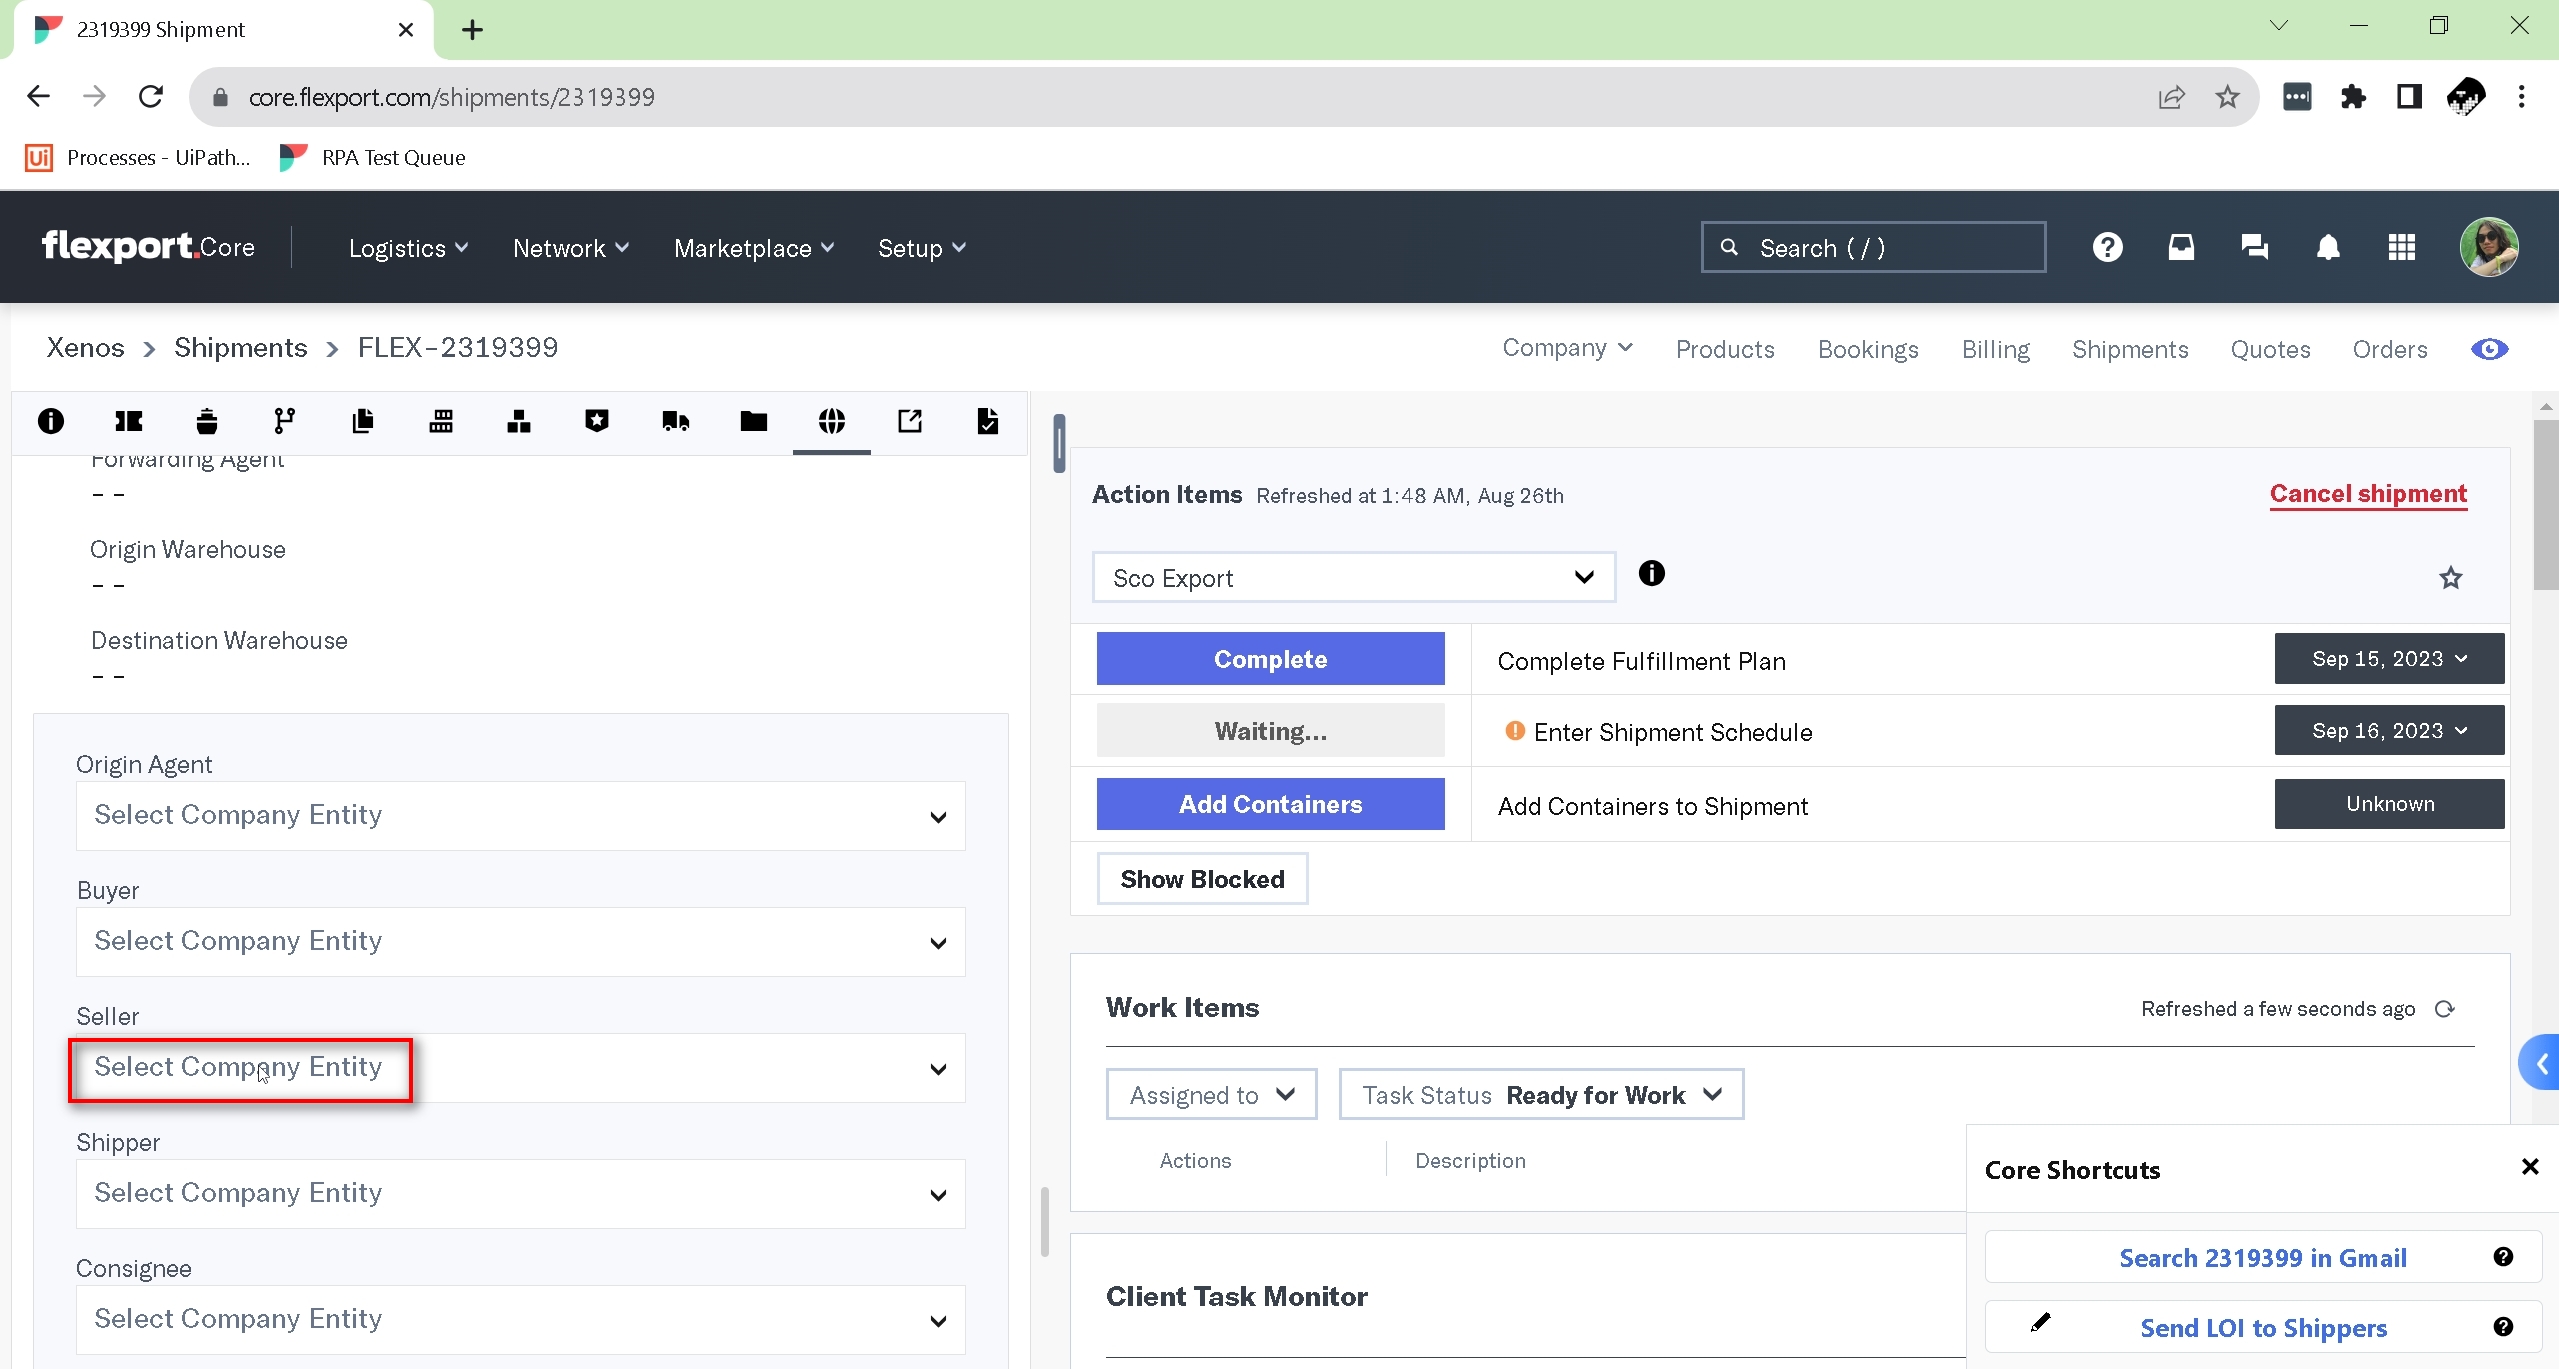 2319399 Shipment
core.flexport.com/shipments/2319399
Ui Processes - UiPath...
RPA Test Queue
flexport.Core
Logistics
Network
Marketplace
Setup
Search ( / )
Xenos > Shipments > FLEX-2319399
Company
Products
Bookings
Billing
Shipments
Quotes
Orders
Forwarding Agent
- -
Origin Warehouse
- -
Destination Warehouse
- -
Origin Agent
Select Company Entity
Buyer
Select Company Entity
Seller
Select Company Entity
Shipper
Select Company Entity
Consignee
Select Company Entity
Action Items Refreshed at 1:48 AM, Aug 26th
Cancel shipment
Sco Export
Complete
Complete Fulfillment Plan
Sep 15, 2023
Waiting...
Enter Shipment Schedule
Sep 16, 2023
Add Containers
Add Containers to Shipment
Unknown
Show Blocked
Work Items
Refreshed a few seconds ago
Assigned to
Task Status Ready for Work
Actions
Description
Client Task Monitor
Core Shortcuts
Search 2319399 in Gmail
Send LOI to Shippers